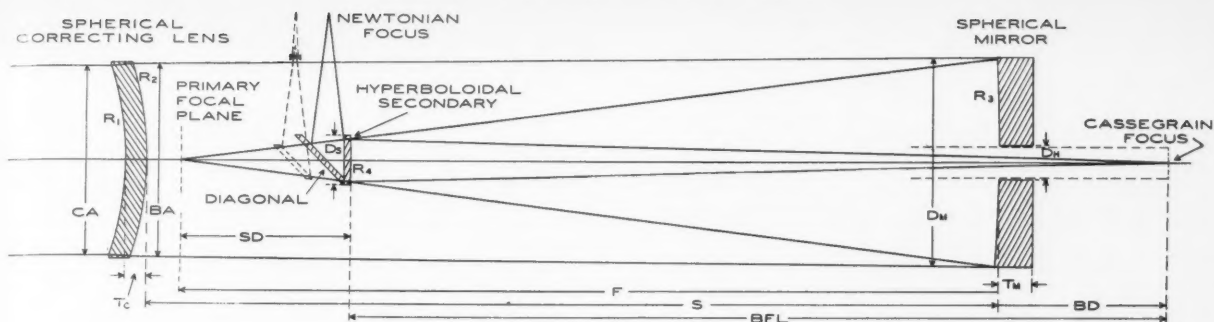 SPHERICAL
CORRECTING LENS
R2
R1
CA
BA
TC
PRIMARY
FOCAL
PLANE
NEWTONIAN
FOCUS
HYPERBOLOIDAL
SECONDARY
DS
R4
DIAGONAL
SD
SPHERICAL
MIRROR
R3
CASSEGRAIN
FOCUS
DH
DM
TM
F
S
BD
BFL